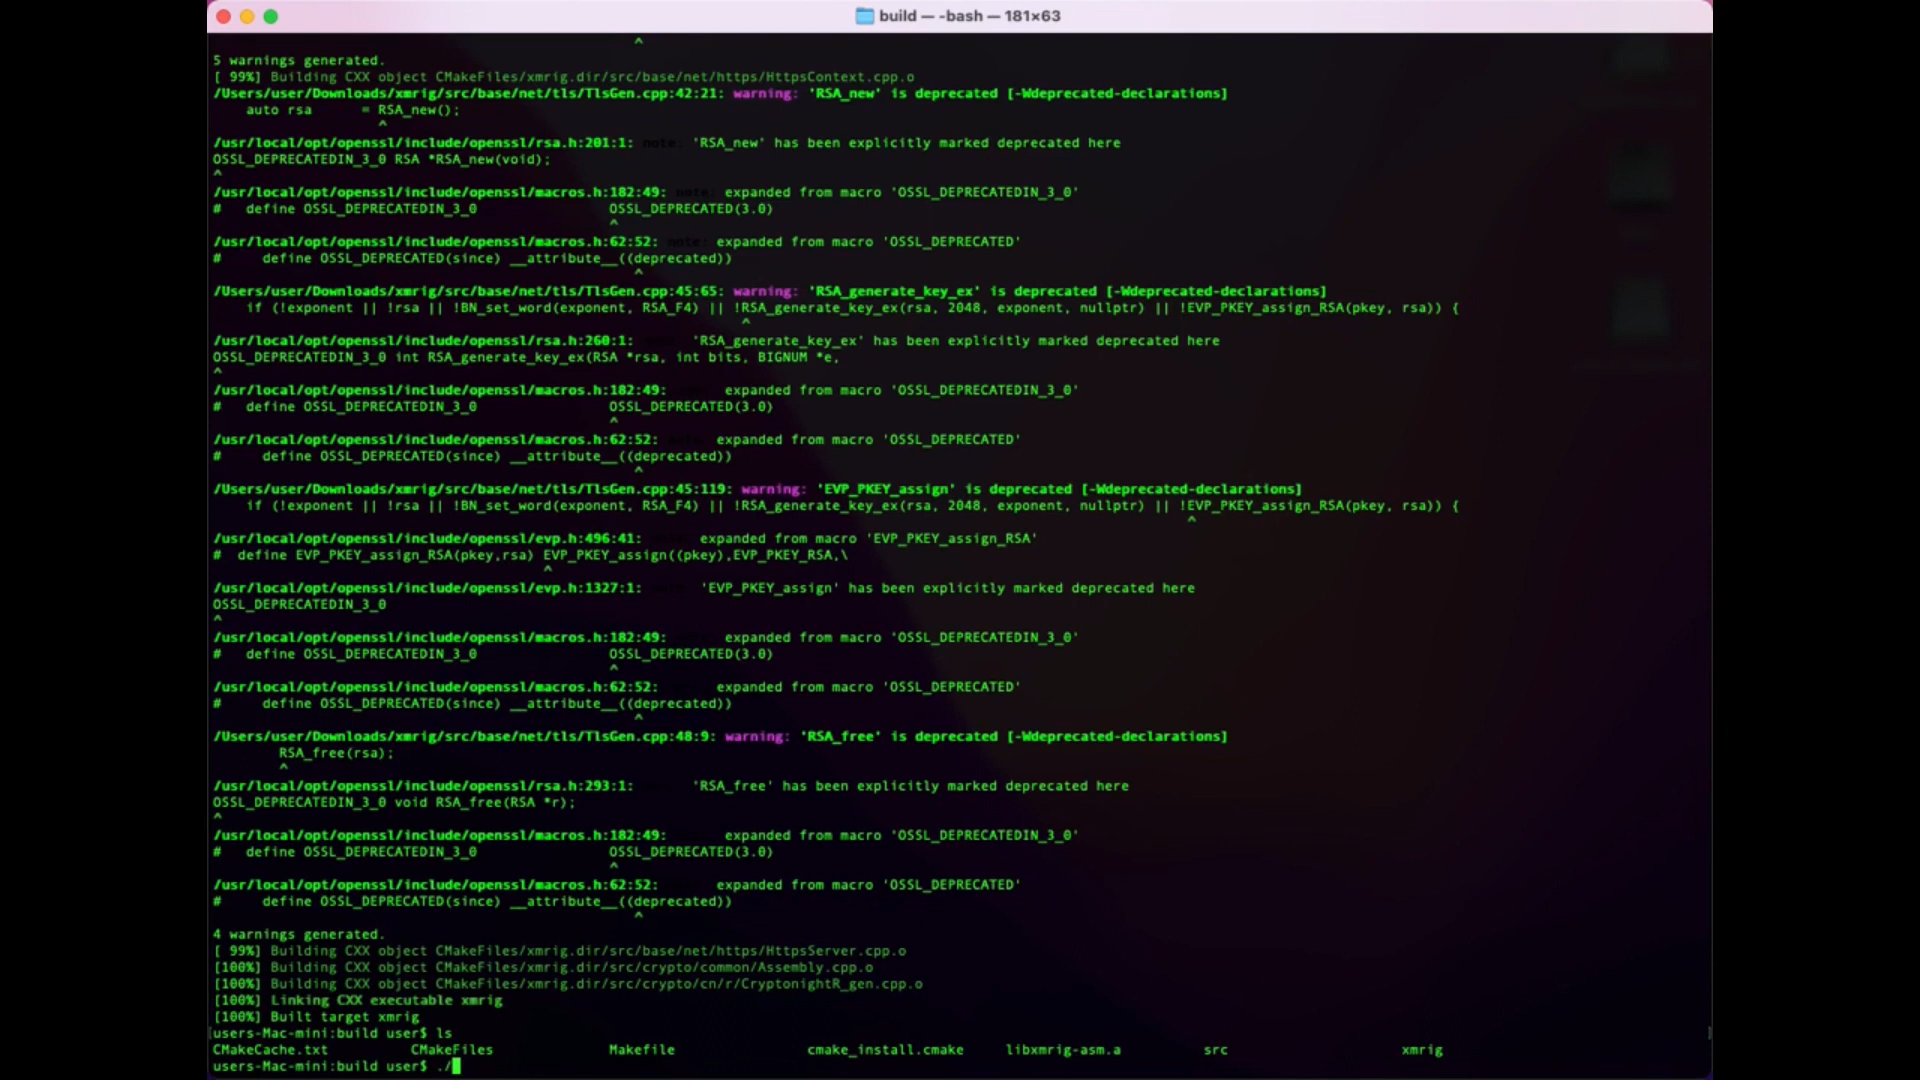 build — -bash — 181×63
^
5 warnings generated.
[ 99%] Building CXX object CMakeFiles/xmrig.dir/src/base/net/https/HttpsContext.cpp.o
/Users/user/Downloads/xmrig/src/base/net/tls/TlsGen.cpp:42:21: warning: 'RSA_new' is deprecated [-Wdeprecated-declarations]
    auto rsa      = RSA_new();
^
/usr/local/opt/openssl/include/openssl/rsa.h:201:1: note: 'RSA_new' has been explicitly marked deprecated here
OSSL_DEPRECATEDIN_3_0 RSA *RSA_new(void);
^
/usr/local/opt/openssl/include/openssl/macros.h:182:49: note: expanded from macro 'OSSL_DEPRECATEDIN_3_0'
#   define OSSL_DEPRECATEDIN_3_0                OSSL_DEPRECATED(3.0)
^
/usr/local/opt/openssl/include/openssl/macros.h:62:52: note: expanded from macro 'OSSL_DEPRECATED'
#     define OSSL_DEPRECATED(since) __attribute__((deprecated))
^
/Users/user/Downloads/xmrig/src/base/net/tls/TlsGen.cpp:45:65: warning: 'RSA_generate_key_ex' is deprecated [-Wdeprecated-declarations]
    if (!exponent || !rsa || !BN_set_word(exponent, RSA_F4) || !RSA_generate_key_ex(rsa, 2048, exponent, nullptr) || !EVP_PKEY_assign_RSA(pkey, rsa)) {
^
/usr/local/opt/openssl/include/openssl/rsa.h:260:1: 'RSA_generate_key_ex' has been explicitly marked deprecated here
OSSL_DEPRECATEDIN_3_0 int RSA_generate_key_ex(RSA *rsa, int bits, BIGNUM *e,
^
/usr/local/opt/openssl/include/openssl/macros.h:182:49: expanded from macro 'OSSL_DEPRECATEDIN_3_0'
#   define OSSL_DEPRECATEDIN_3_0                OSSL_DEPRECATED(3.0)
^
/usr/local/opt/openssl/include/openssl/macros.h:62:52: expanded from macro 'OSSL_DEPRECATED'
#     define OSSL_DEPRECATED(since) __attribute__((deprecated))
^
/Users/user/Downloads/xmrig/src/base/net/tls/TlsGen.cpp:45:119: warning: 'EVP_PKEY_assign' is deprecated [-Wdeprecated-declarations]
    if (!exponent || !rsa || !BN_set_word(exponent, RSA_F4) || !RSA_generate_key_ex(rsa, 2048, exponent, nullptr) || !EVP_PKEY_assign_RSA(pkey, rsa)) {
^
/usr/local/opt/openssl/include/openssl/evp.h:496:41: expanded from macro 'EVP_PKEY_assign_RSA'
#  define EVP_PKEY_assign_RSA(pkey,rsa) EVP_PKEY_assign((pkey),EVP_PKEY_RSA,\
^
/usr/local/opt/openssl/include/openssl/evp.h:1327:1: 'EVP_PKEY_assign' has been explicitly marked deprecated here
OSSL_DEPRECATEDIN_3_0
^
/usr/local/opt/openssl/include/openssl/macros.h:182:49: expanded from macro 'OSSL_DEPRECATEDIN_3_0'
#   define OSSL_DEPRECATEDIN_3_0                OSSL_DEPRECATED(3.0)
^
/usr/local/opt/openssl/include/openssl/macros.h:62:52: expanded from macro 'OSSL_DEPRECATED'
#     define OSSL_DEPRECATED(since) __attribute__((deprecated))
^
/Users/user/Downloads/xmrig/src/base/net/tls/TlsGen.cpp:48:9: warning: 'RSA_free' is deprecated [-Wdeprecated-declarations]
        RSA_free(rsa);
^
/usr/local/opt/openssl/include/openssl/rsa.h:293:1: 'RSA_free' has been explicitly marked deprecated here
OSSL_DEPRECATEDIN_3_0 void RSA_free(RSA *r);
^
/usr/local/opt/openssl/include/openssl/macros.h:182:49: expanded from macro 'OSSL_DEPRECATEDIN_3_0'
#   define OSSL_DEPRECATEDIN_3_0                OSSL_DEPRECATED(3.0)
^
/usr/local/opt/openssl/include/openssl/macros.h:62:52: expanded from macro 'OSSL_DEPRECATED'
#     define OSSL_DEPRECATED(since) __attribute__((deprecated))
^
4 warnings generated.
[ 99%] Building CXX object CMakeFiles/xmrig.dir/src/base/net/https/HttpsServer.cpp.o
[100%] Building CXX object CMakeFiles/xmrig.dir/src/crypto/common/Assembly.cpp.o
[100%] Building CXX object CMakeFiles/xmrig.dir/src/crypto/cn/r/CryptonightR_gen.cpp.o
[100%] Linking CXX executable xmrig
[100%] Built target xmrig
[users-Mac-mini:build user$ ls
CMakeCache.txt          CMakeFiles              Makefile                cmake_install.cmake     libxmrig-asm.a          src                     xmrig
users-Mac-mini:build user$ ./